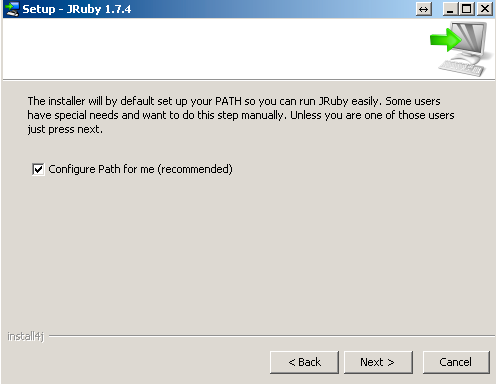 Setup - JRuby 1.7.4
The installer will by default set up your PATH so you can run JRuby easily. Some users
have special needs and want to do this step manually. Unless you are one of those users
just press next.
Configure Path for me (recommended)
install4j
< Back
Next >
Cancel